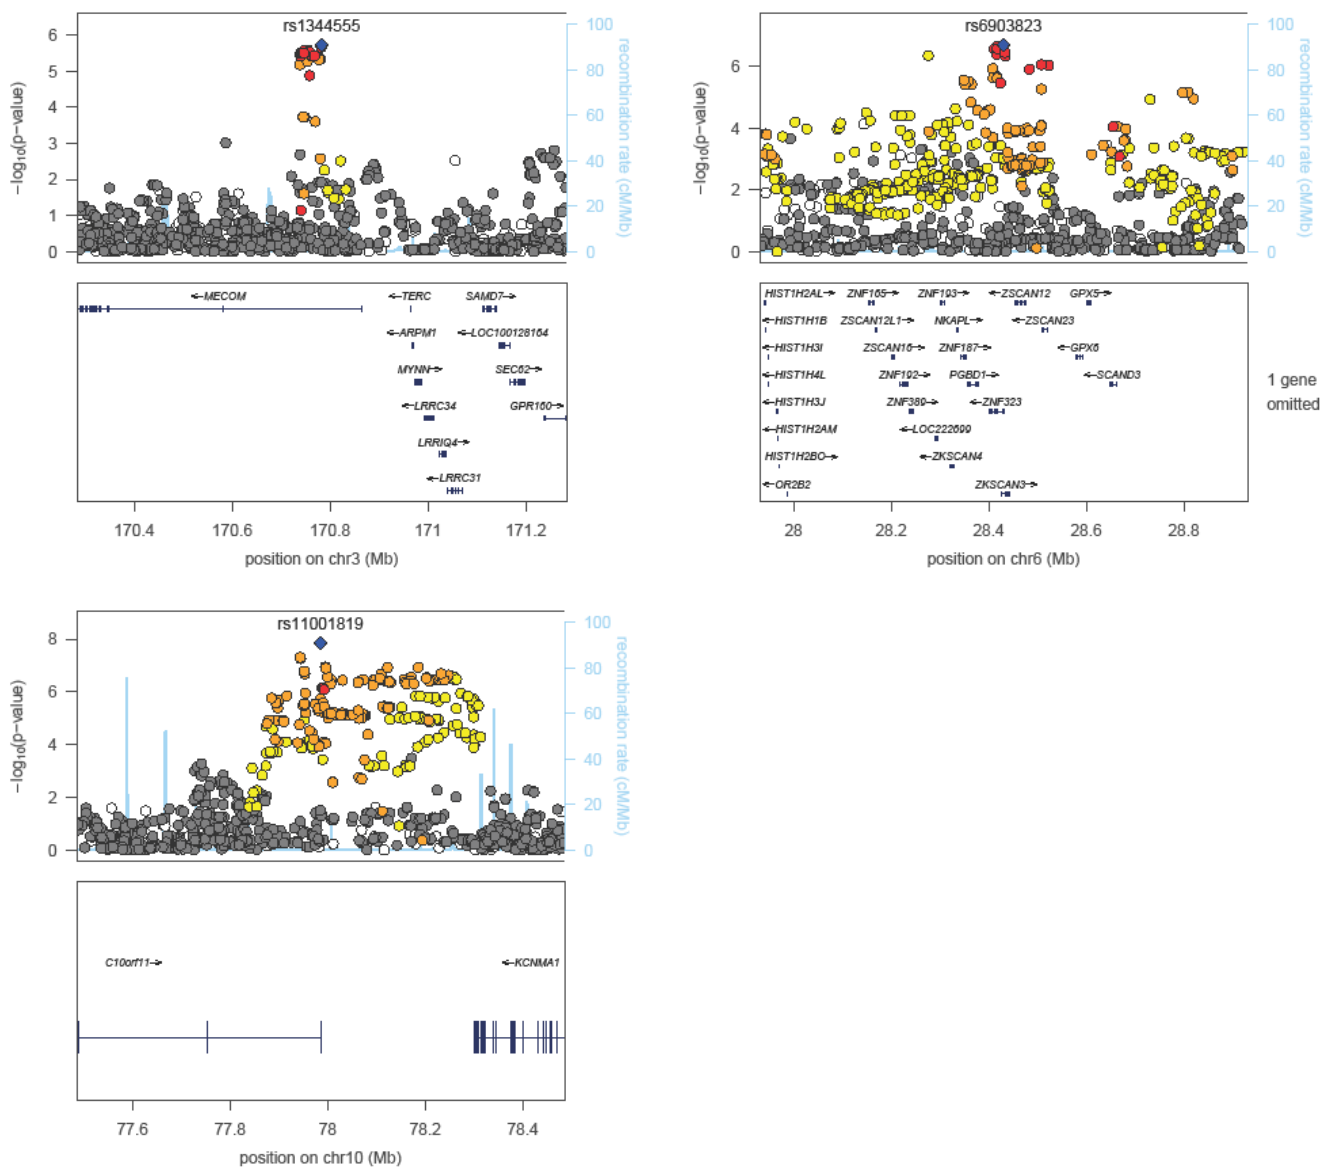 rs1344555
6
5
4
3
2
1
0
−log10(p−value)
100
80
60
40
20
0
recombination rate (cM/Mb)
←MECOM
←TERC
SAMD7→
←ARPM1
←LOC100128164
MYNN→
SEC62→
←LRRC34
GPR160→
LRRIQ4→
←LRRC31
170.4 170.6 170.8 171 171.2
position on chr3 (Mb)
rs6903823
6
4
2
0
−log10(p−value)
100
80
60
40
20
0
recombination rate (cM/Mb)
HIST1H2AL→ ZNF165→ ZNF193→ ←ZSCAN12 GPX5→
←HIST1H1B ZSCAN12L1→ NKAPL→ ←ZSCAN23
←HIST1H3I ZSCAN16→ ZNF187→ ←GPX6
←HIST1H4L ZNF192→ PGBD1→ ←SCAND3
←HIST1H3J ZNF389→ ←ZNF323
←HIST1H2AM ←LOC222699
HIST1H2BO→ ←ZKSCAN4
←OR2B2 ZKSCAN3→
1 gene
omitted
28 28.2 28.4 28.6 28.8
position on chr6 (Mb)
rs11001819
8
6
4
2
0
−log10(p−value)
100
80
60
40
20
0
recombination rate (cM/Mb)
C10orf11→ ←KCNMA1
77.6 77.8 78 78.2 78.4
position on chr10 (Mb)